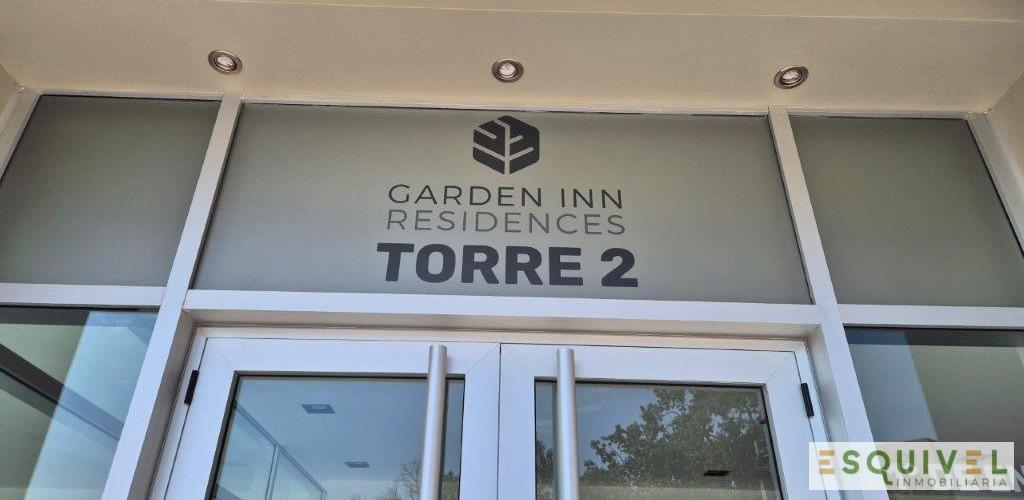 GARDEN INN
RESIDENCES
TORRE 2
ESQUIVEL
INMOBILIARIA